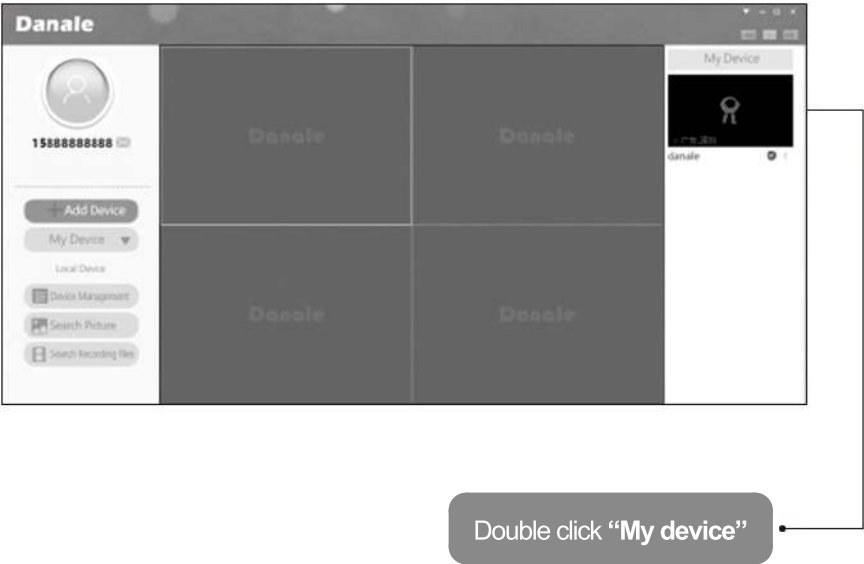 Danale
My Device
15888888888
Danale
Danale
danale
Add Device
My Device
Local Device
Device Management
Search Picture
Search Recording files
Danale
Danale
Double click “My device”